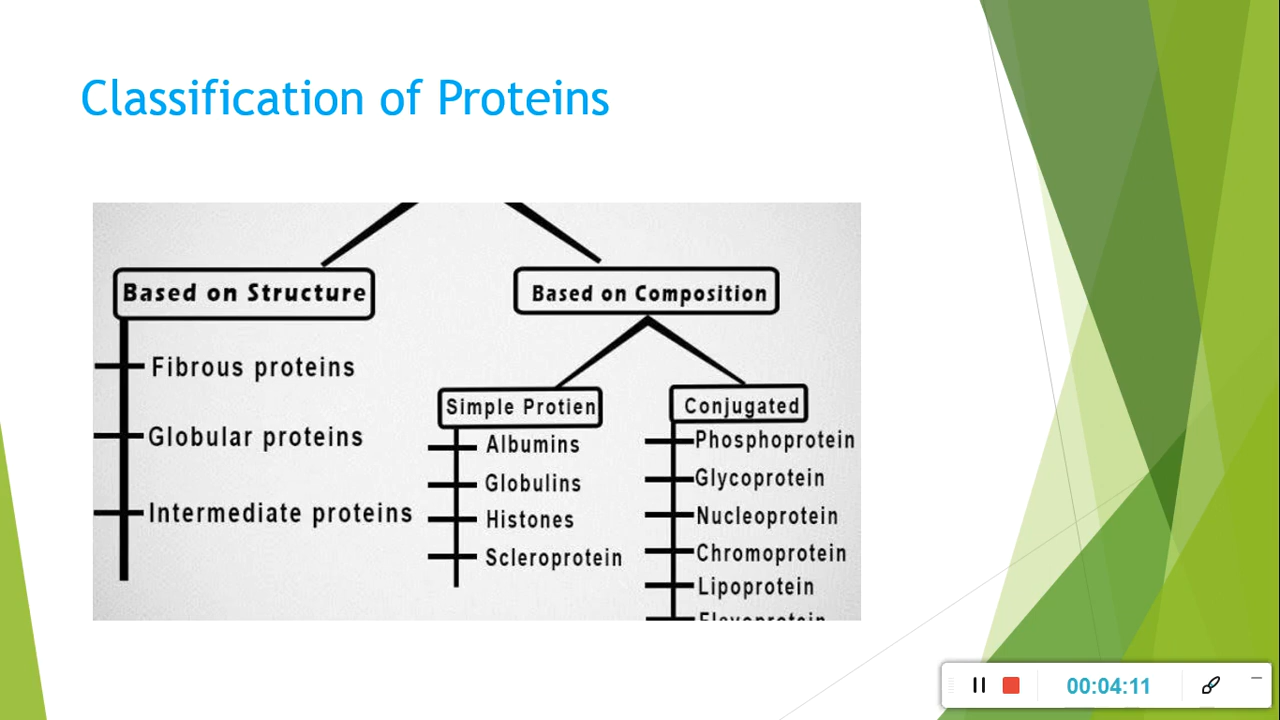 Classification of Proteins
Based on Structure
Fibrous proteins
Globular proteins
Intermediate proteins
Based on Composition
Simple Protien
Albumins
Globulins
Histones
Scleroprotein
Conjugated
Phosphoprotein
Glycoprotein
Nucleoprotein
Chromoprotein
Lipoprotein
00:04:11